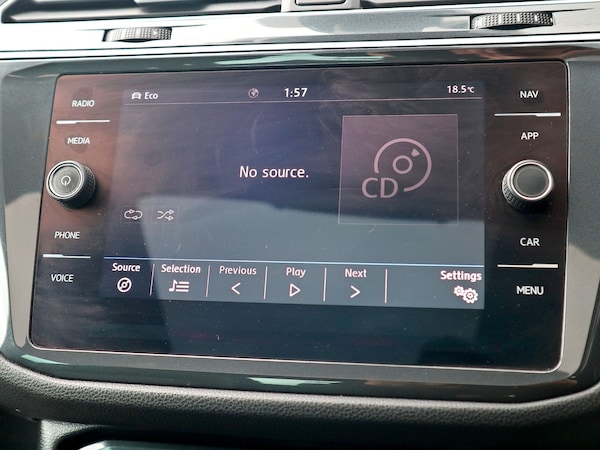 RADIO
MEDIA
PHONE
VOICE
Eco 1:57 18.5°C
No source.
CD
Source Selection Previous Play Next Settings
NAV
APP
CAR
MENU